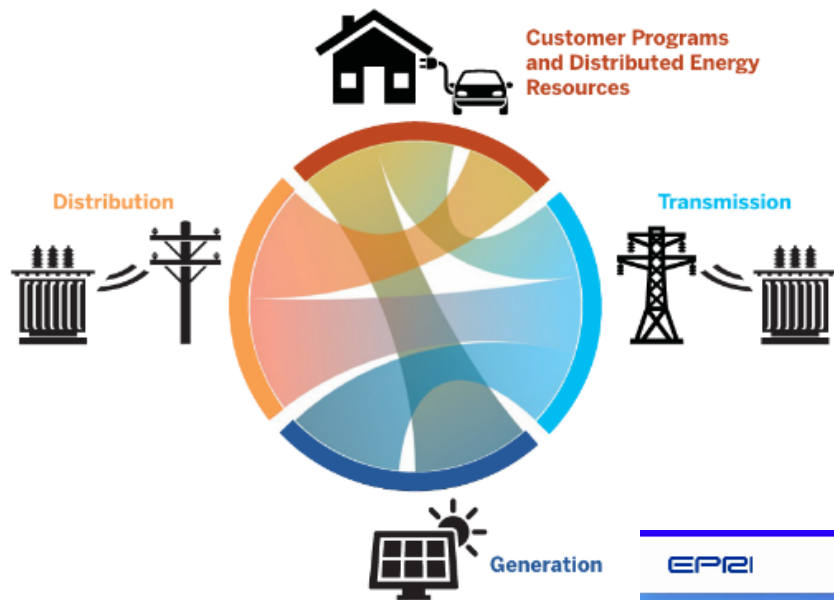 Customer Programs
and Distributed Energy
Resources
Distribution
Transmission
Generation
EPRI